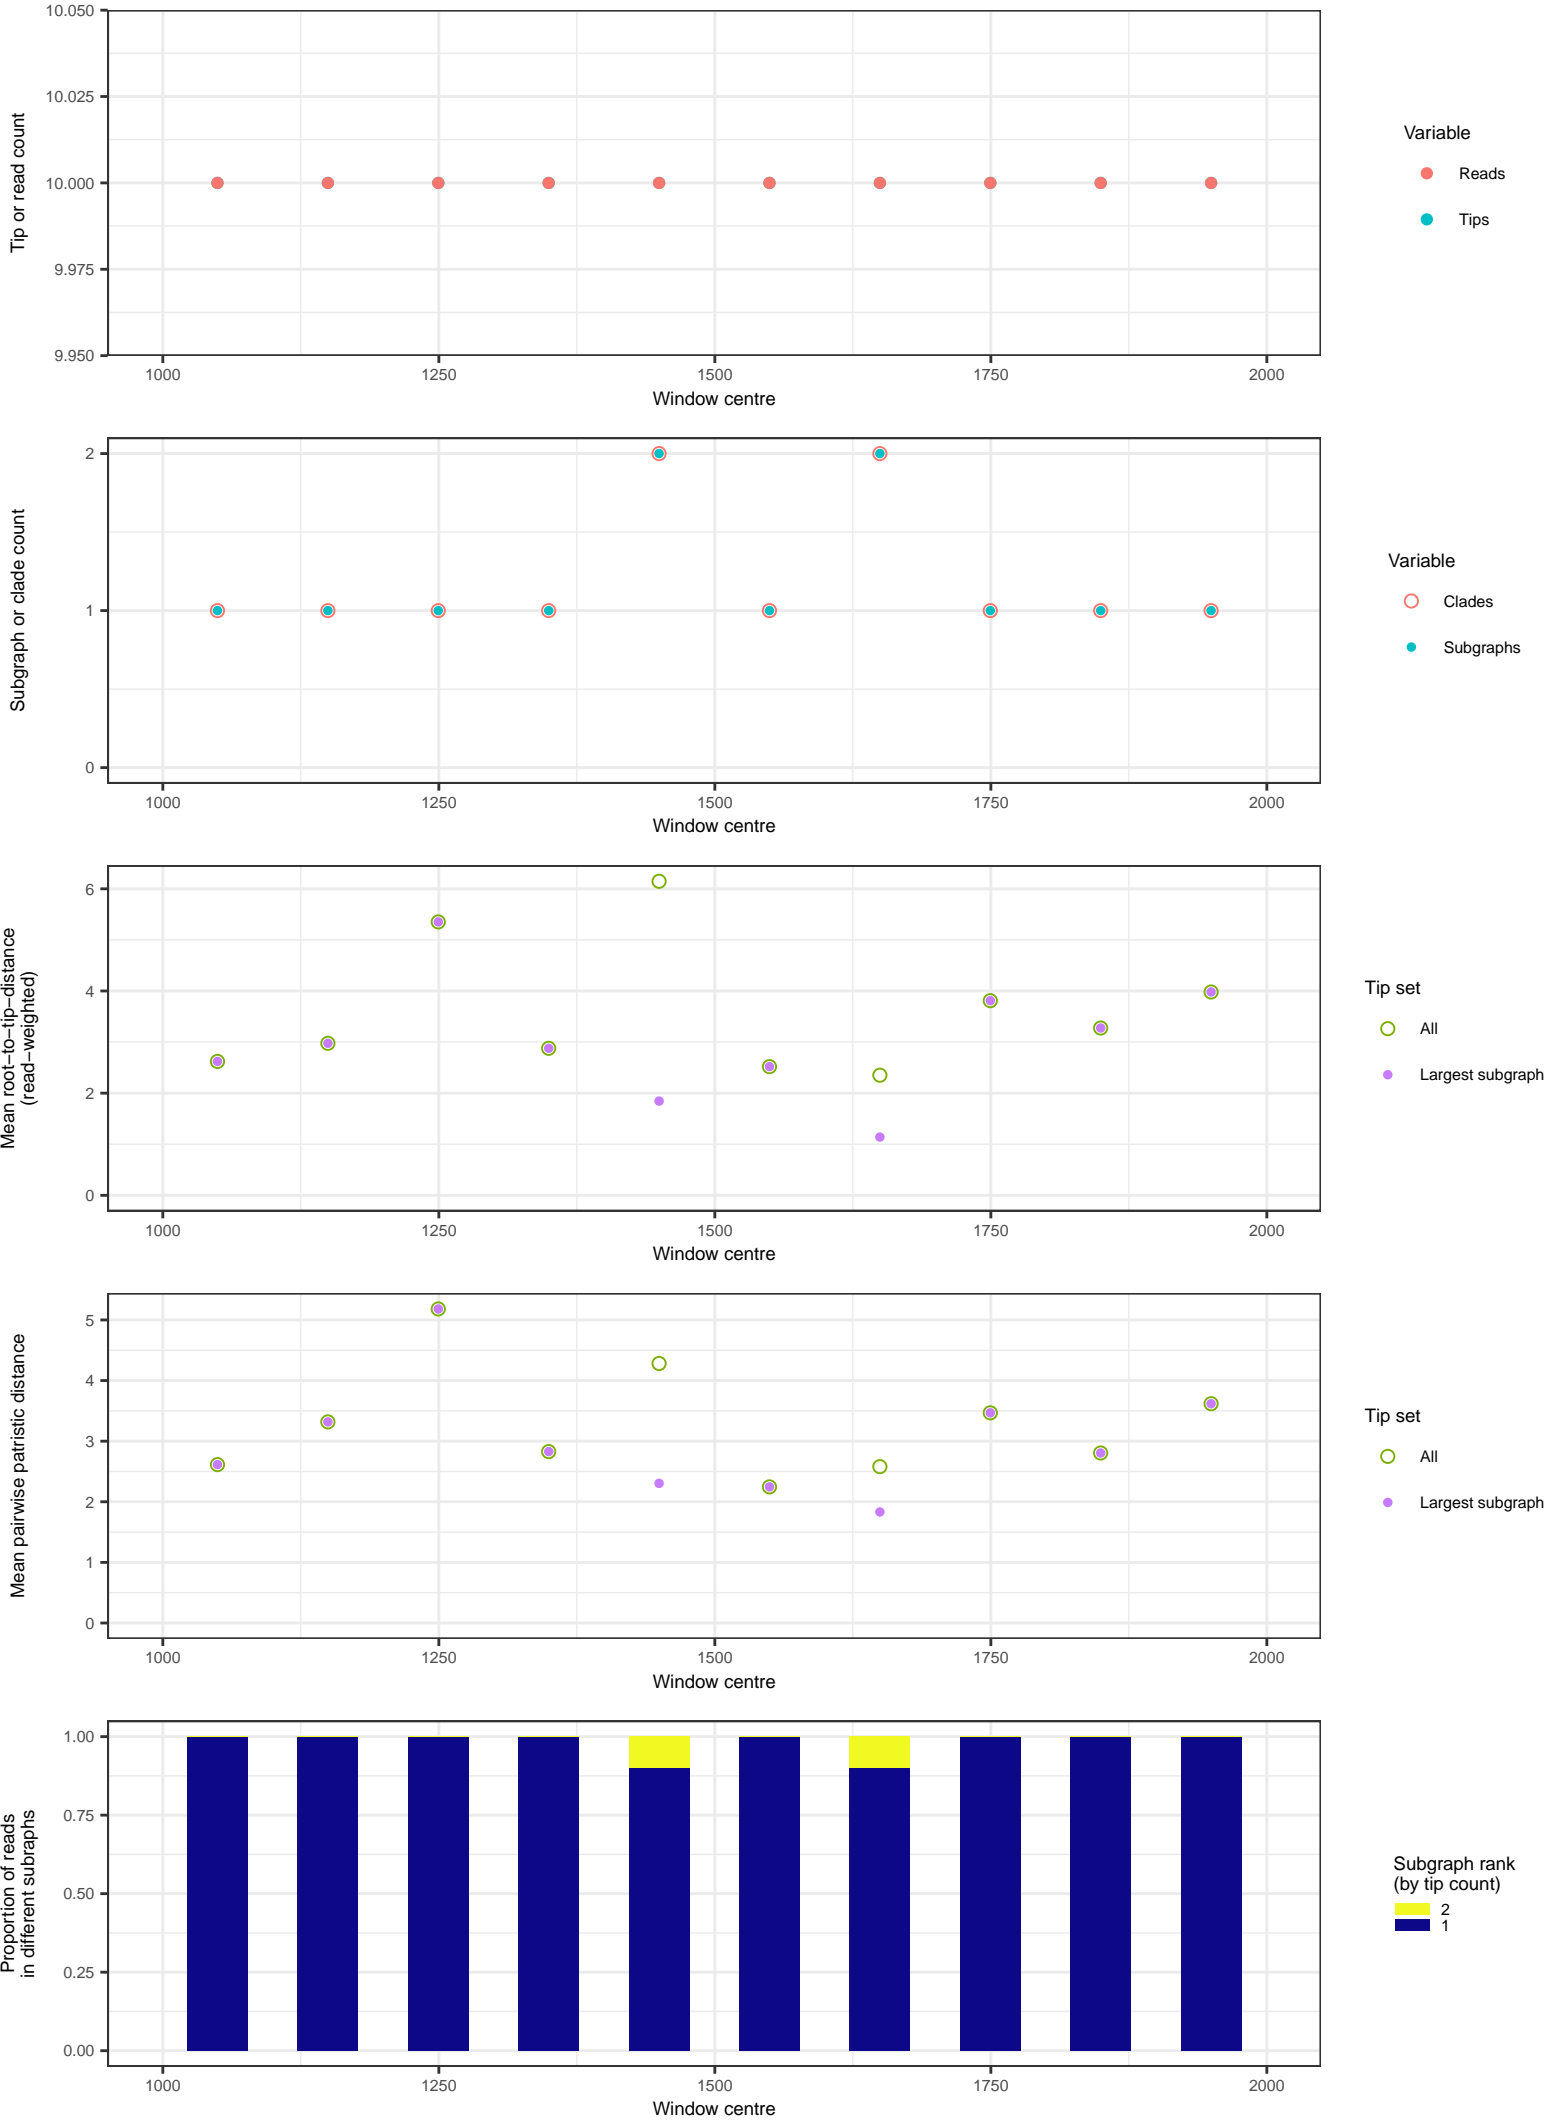 10.050
10.025
10.000
9.975
9.950
Tip or read count
1000 1250 1500 1750 2000
Window centre
Variable
Reads
Tips
2
1
0
Subgraph or clade count
1000 1250 1500 1750 2000
Window centre
Variable
Clades
Subgraphs
6
4
2
0
Mean root−to−tip−distance
(read−weighted)
1000 1250 1500 1750 2000
Window centre
Tip set
All
Largest subgraph
5
4
3
2
1
0
Mean pairwise patristic distance
1000 1250 1500 1750 2000
Window centre
Tip set
All
Largest subgraph
1.00
0.75
0.50
0.25
0.00
Proportion of reads
in different subraphs
1000 1250 1500 1750 2000
Window centre
Subgraph rank
(by tip count)
2
1